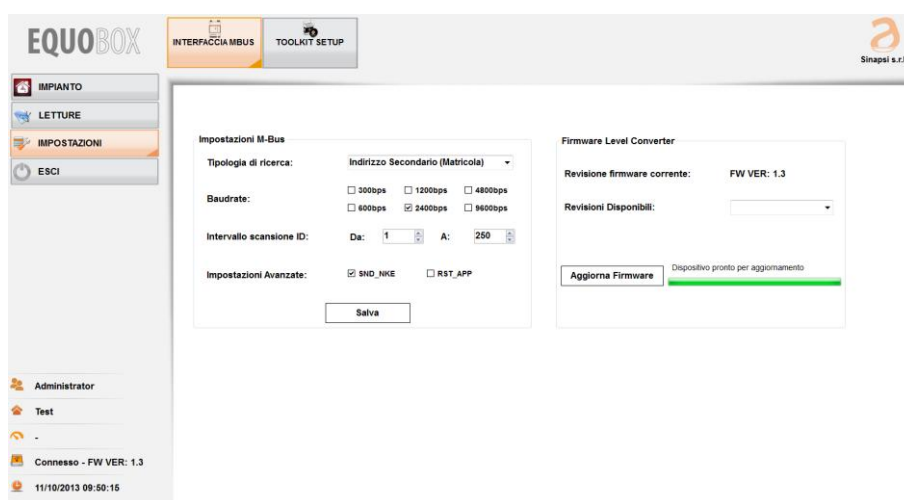 EQUOBOX
INTERFACCIA MBUS
TOOLKIT SETUP
a
Sinapsi s.r.l
IMPIANTO
LETTURE
IMPOSTAZIONI
ESCI
Impostazioni M-Bus
Tipologia di ricerca:
Indirizzo Secondario (Matricola)
Baudrate:
300bps 1200bps 4800bps
600bps 2400bps 9600bps
Intervallo scansione ID:
Da: 1 A: 250
Impostazioni Avanzate:
SND_NKE RST_APP
Salva
Firmware Level Converter
Revisione firmware corrente: FW VER: 1.3
Revisioni Disponibili:
Aggiorna Firmware
Dispositivo pronto per aggiornamento
Administrator
Test
-
Connesso - FW VER: 1.3
11/10/2013 09:50:15